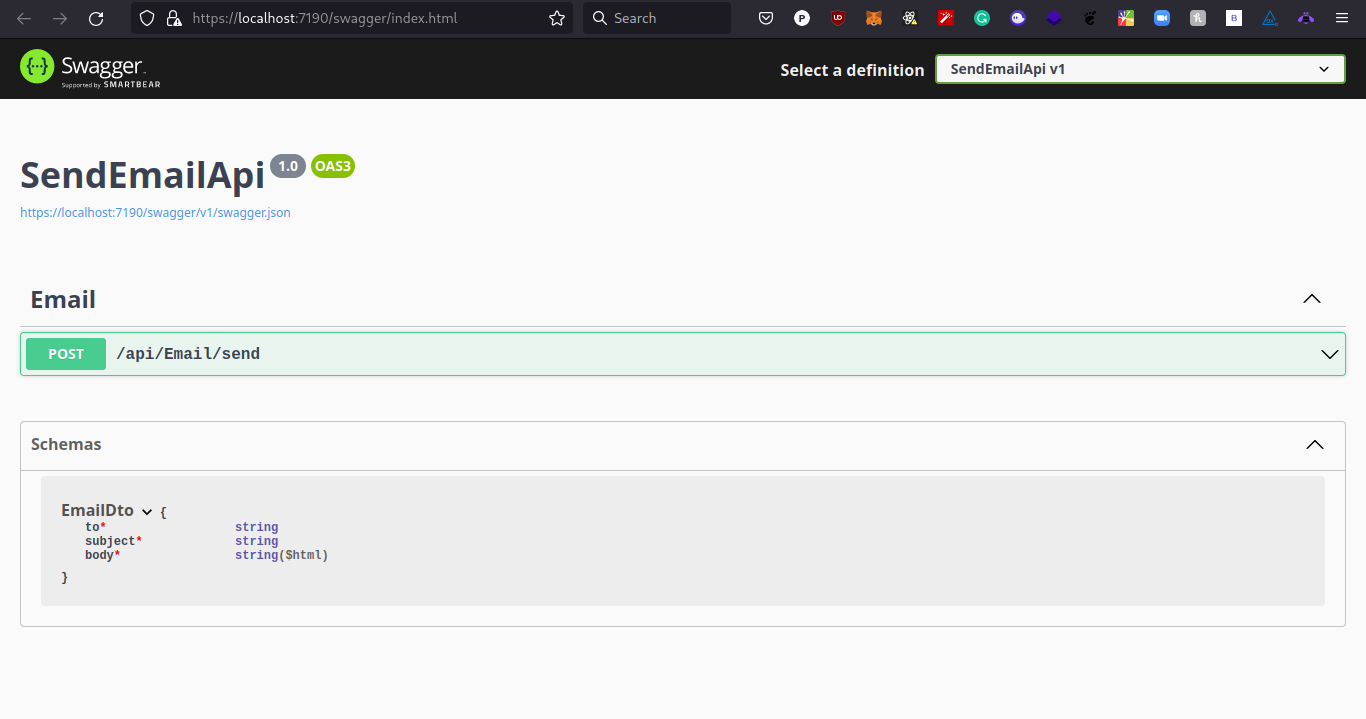 https://localhost:7190/swagger/index.html
Search
Swagger
Supported by SMARTBEAR
Select a definition
SendEmailApi v1
SendEmailApi 1.0 OAS3
https://localhost:7190/swagger/v1/swagger.json
Email
POST /api/Email/send
Schemas
EmailDto {
to* string
subject* string
body* string($html)
}